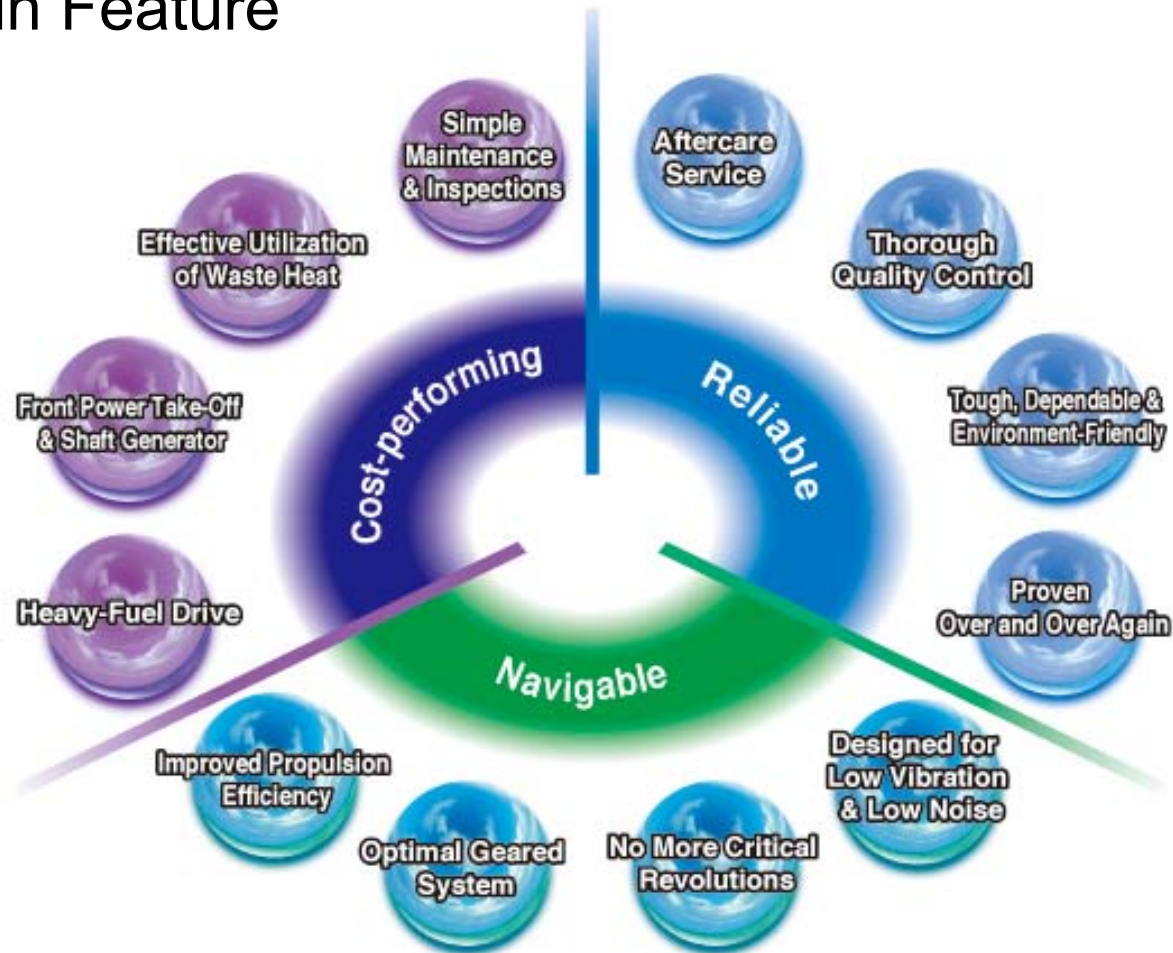 in Feature
Simple
Maintenance
& Inspections
Aftercare
Service
Effective Utilization
of Waste Heat
Thorough
Quality Control
Front Power Take-Off
& Shaft Generator
Tough, Dependable &
Environment-Friendly
Cost-performing
Reliable
Heavy-Fuel Drive
Proven
Over and Over Again
Navigable
Improved Propulsion
Efficiency
Optimal Geared
System
No More Critical
Revolutions
Designed for
Low Vibration
& Low Noise